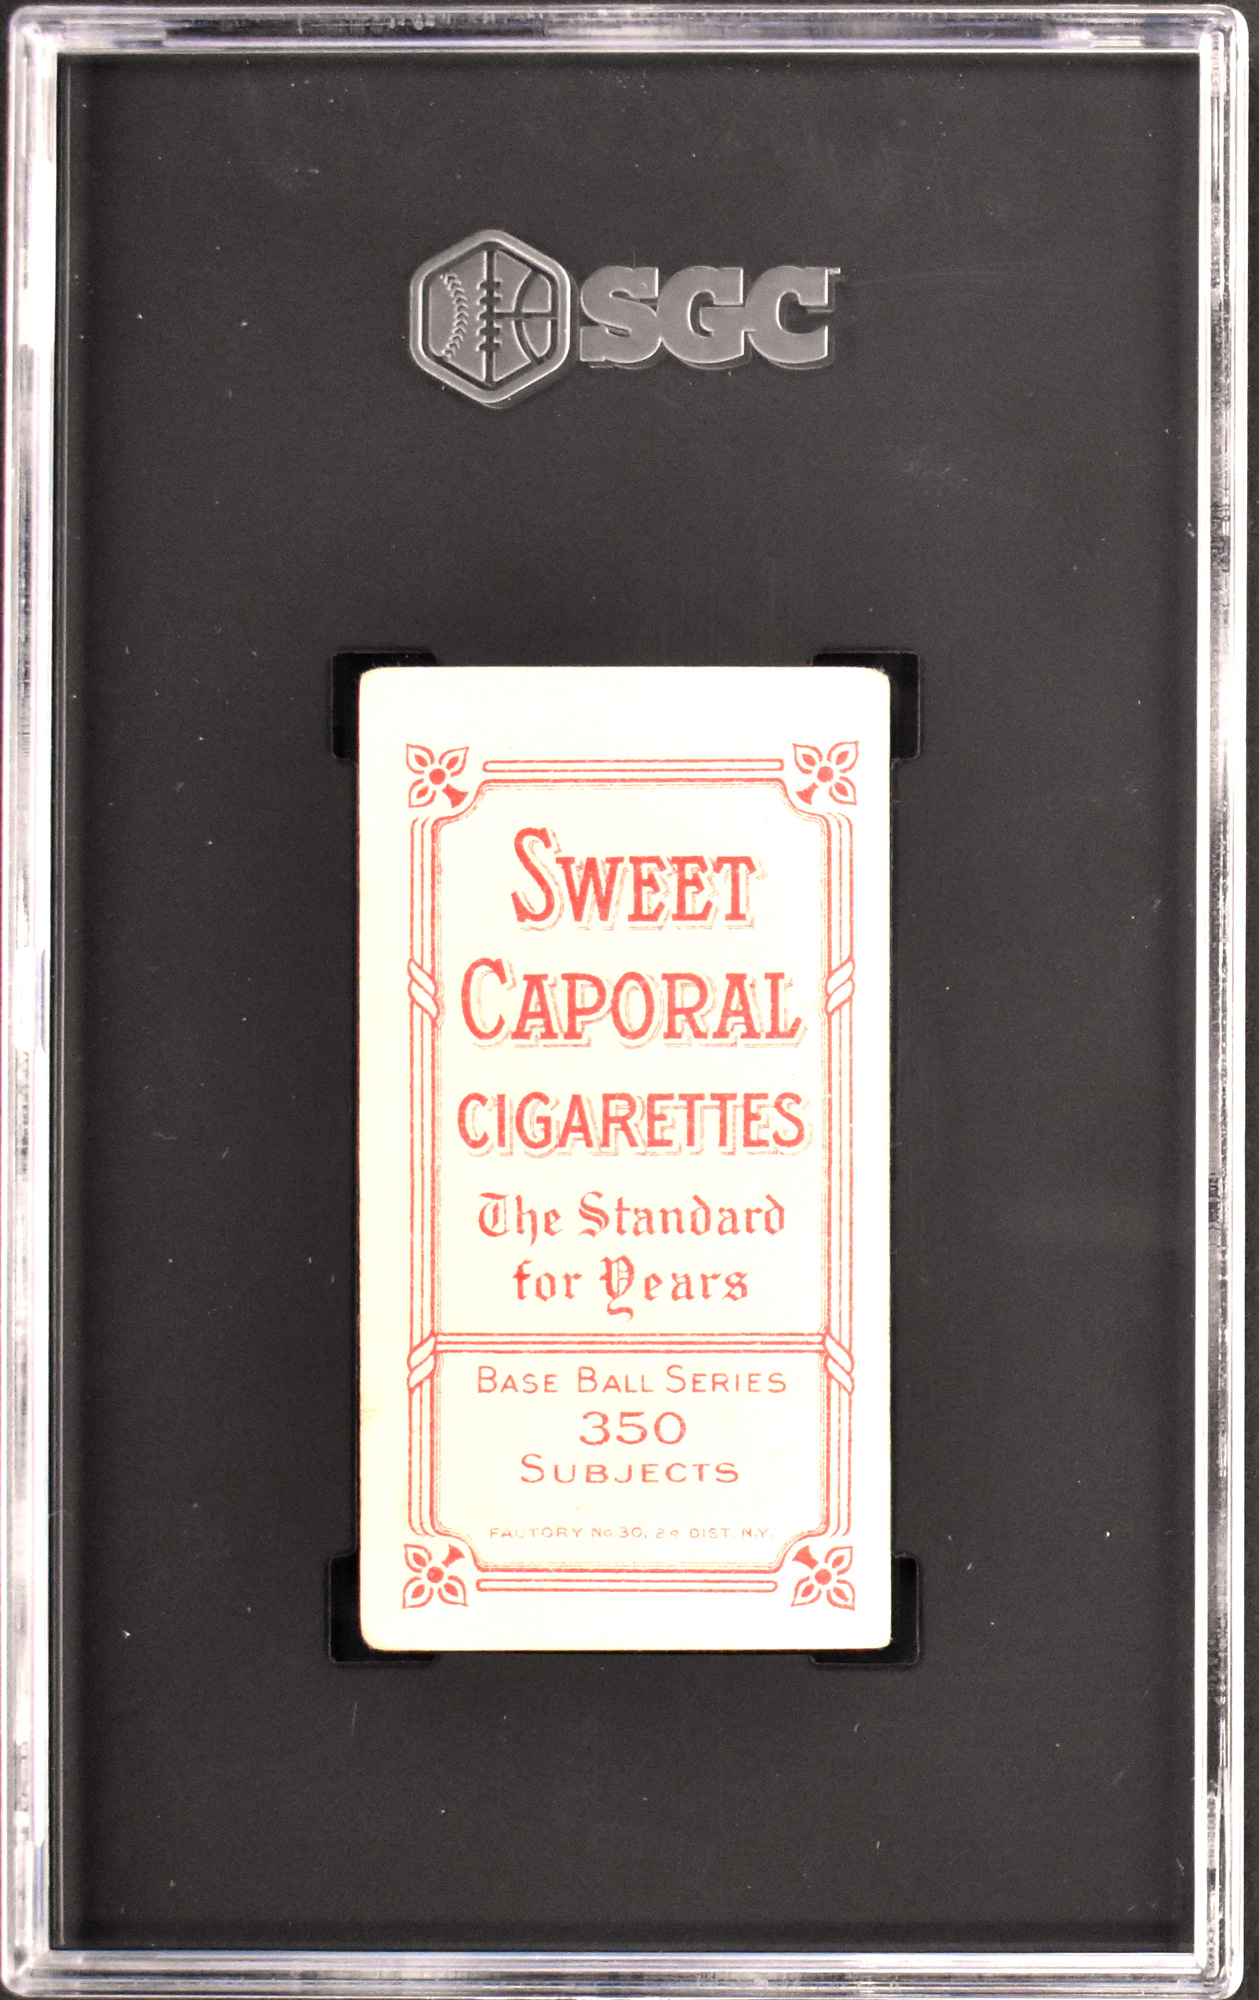 SGC
SWEET
CAPORAL
CIGARETTES
The Standard
for Years
BASE BALL SERIES
350
SUBJECTS
FACTORY No. 30, 2d DIST. N.Y.